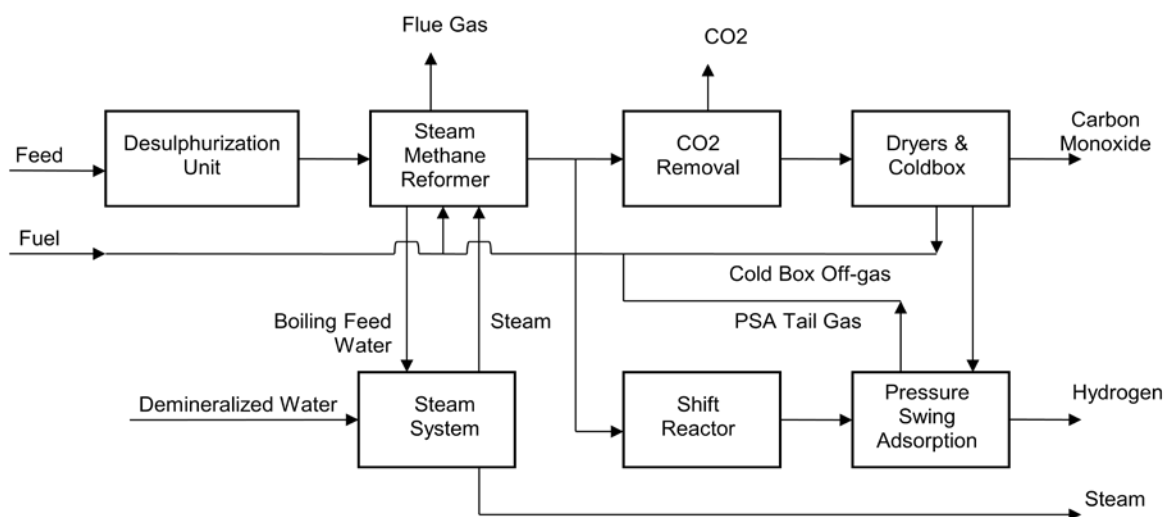 Flue Gas
CO2
Feed
Desulphurization
Unit
Steam
Methane
Reformer
CO2
Removal
Dryers &
Coldbox
Carbon
Monoxide
Fuel
Cold Box Off-gas
Boiling Feed
Water
Steam
PSA Tail Gas
Demineralized Water
Steam
System
Shift
Reactor
Pressure
Swing
Adsorption
Hydrogen
Steam